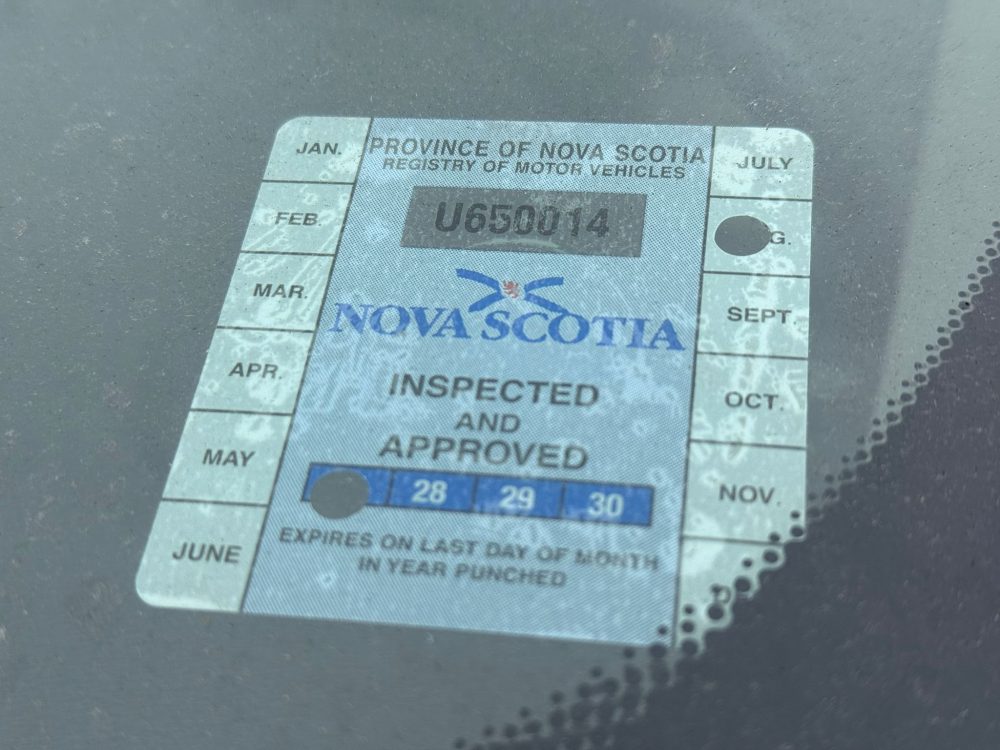 JAN.
FEB.
MAR.
APR.
MAY
JUNE
PROVINCE OF NOVA SCOTIA
REGISTRY OF MOTOR VEHICLES
U650014
NOVA SCOTIA
INSPECTED
AND
APPROVED
28 29 30
EXPIRES ON LAST DAY OF MONTH
IN YEAR PUNCHED
JULY
G.
SEPT.
OCT.
NOV.